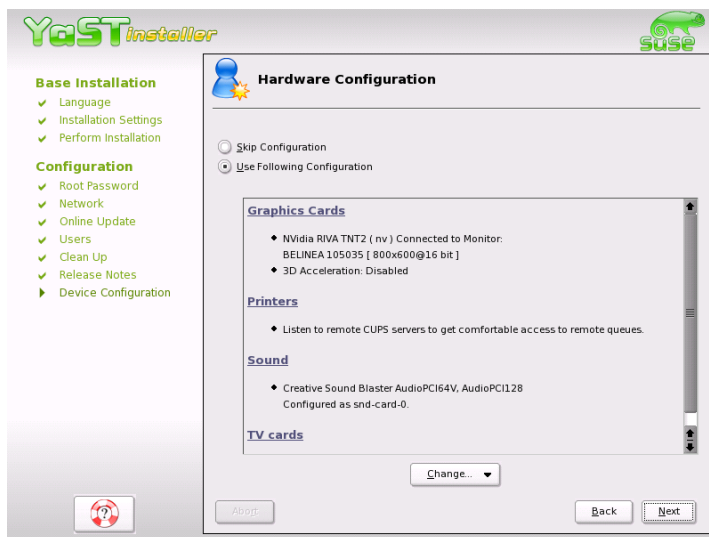 YaST installer
SUSE
Base Installation
Language
Installation Settings
Perform Installation
Configuration
Root Password
Network
Online Update
Users
Clean Up
Release Notes
Device Configuration
Hardware Configuration
Skip Configuration
Use Following Configuration
Graphics Cards
NVidia RIVA TNT2 ( nv ) Connected to Monitor:
BELINEA 105035 [ 800x600@16 bit ]
3D Acceleration: Disabled
Printers
Listen to remote CUPS servers to get comfortable access to remote queues.
Sound
Creative Sound Blaster AudioPCI64V, AudioPCI128
Configured as snd-card-0.
TV cards
Change...
?
Abort
Back
Next